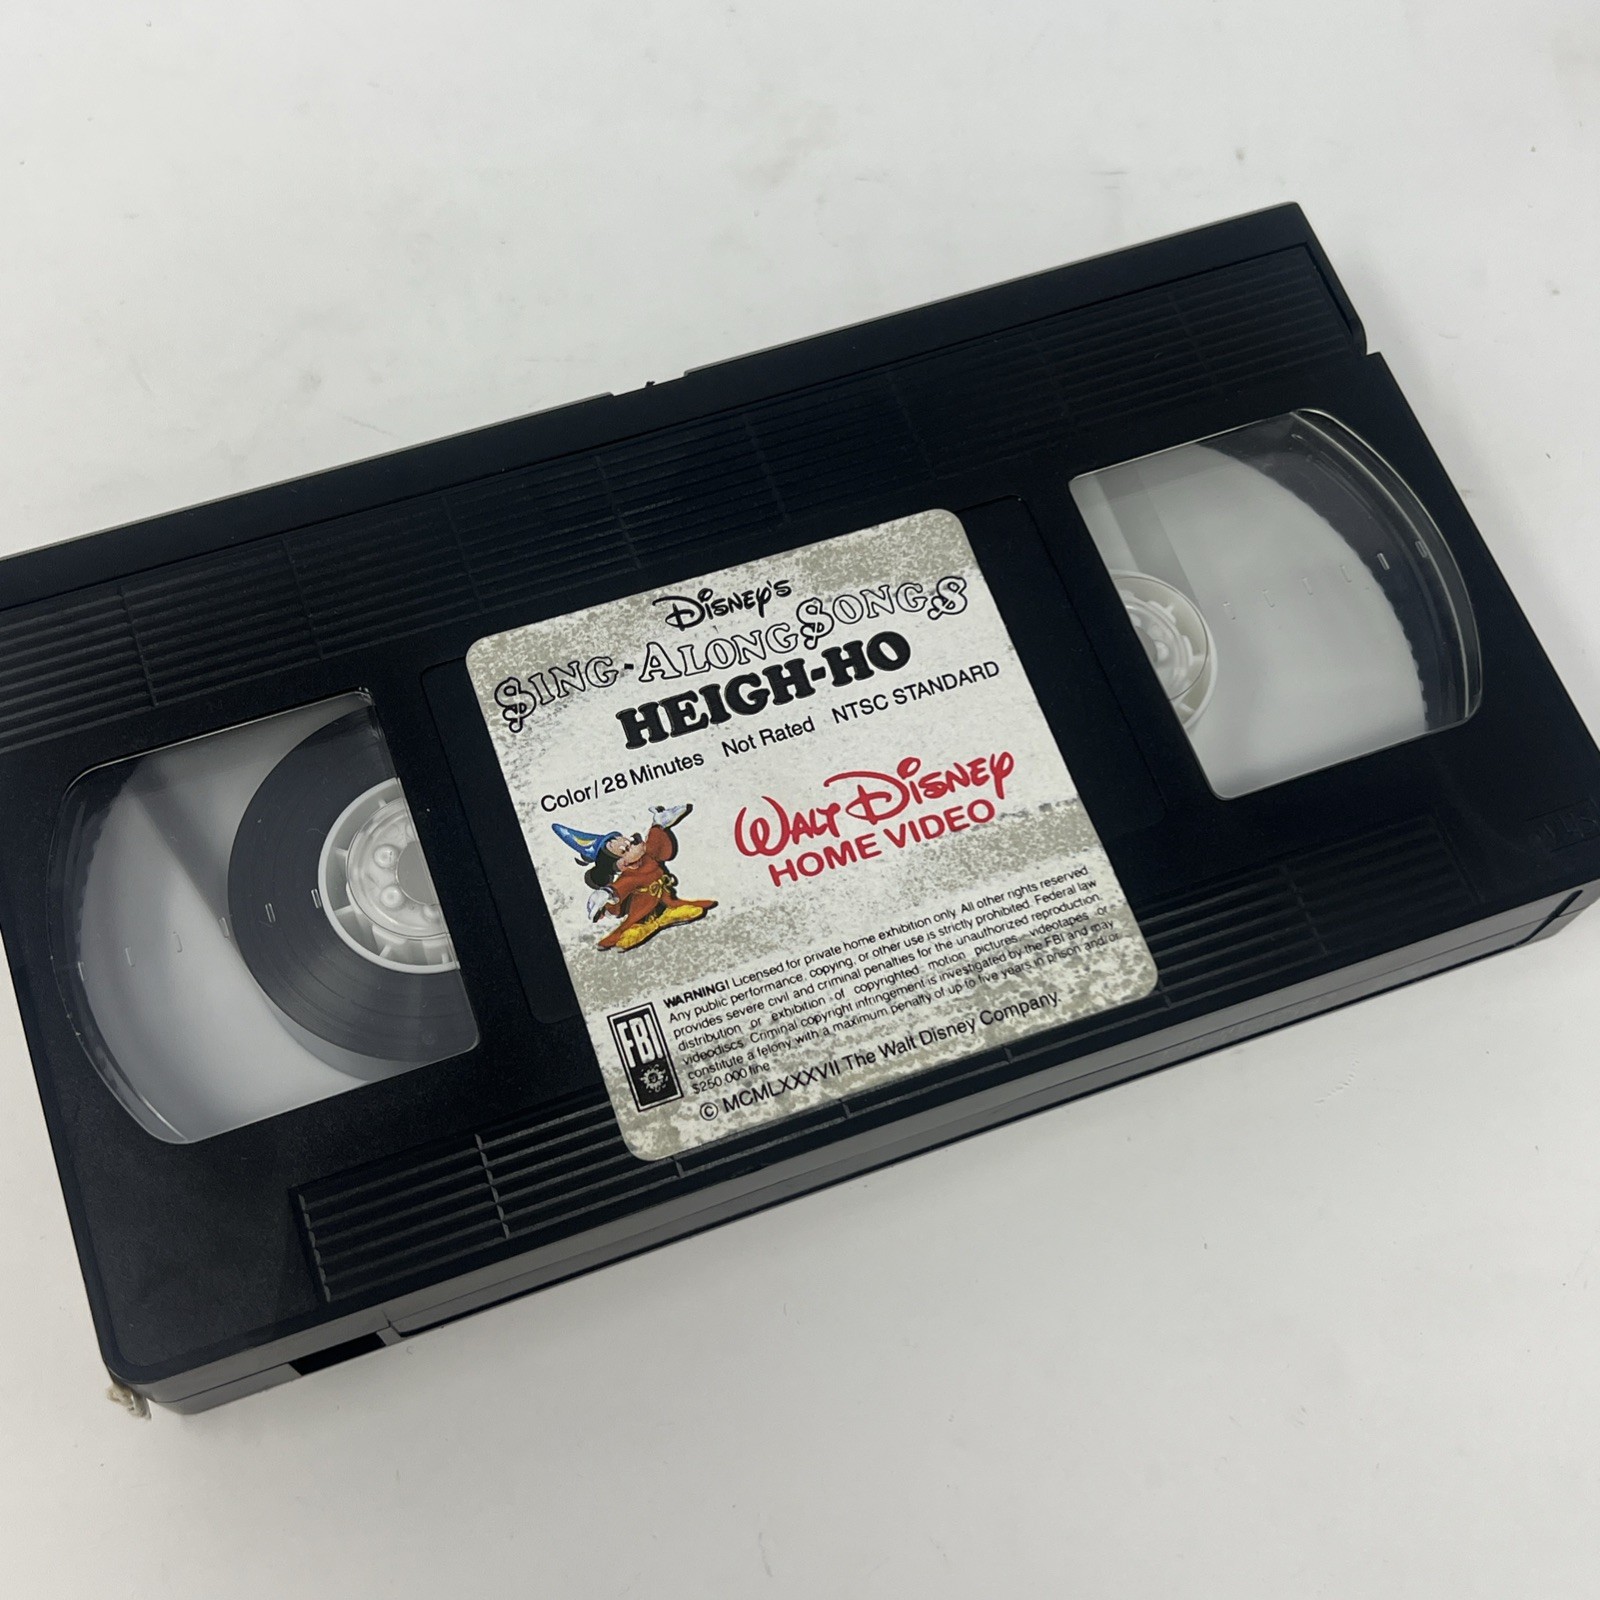 Disney's
Sing-Along Songs
HEIGH-HO
Color/28 Minutes Not Rated NTSC STANDARD
Walt Disney
HOME VIDEO
WARNING! Licensed for private home exhibition only. All other rights reserved.
Any public performance, copying, or other use is strictly prohibited. Federal law
provides severe civil and criminal penalties for the unauthorized reproduction,
distribution or exhibition of copyrighted motion pictures, videotapes or
videodiscs. Criminal copyright infringement is investigated by the FBI and may
constitute a felony with a maximum penalty of up to five years in prison and/or
$250,000 fine
FBI
© MCMLXXXVII The Walt Disney Company.